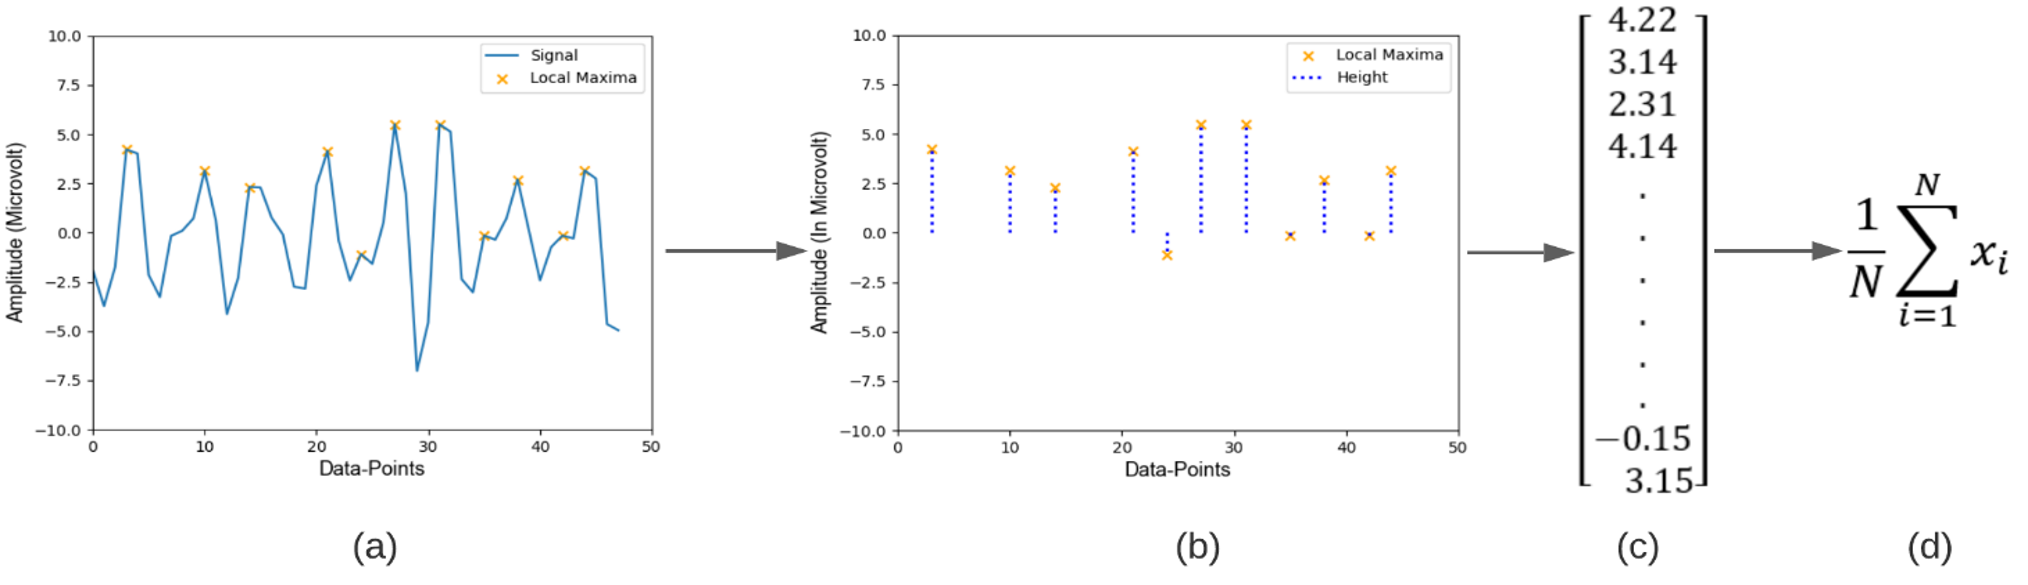 10.0
7.5
5.0
2.5
0.0
−2.5
−5.0
−7.5
−10.0
Amplitude (Microvolt)
Signal
Local Maxima
0 10 20 30 40 50
Data-Points
(a)
10.0
7.5
5.0
2.5
0.0
−2.5
−5.0
−7.5
−10.0
Amplitude (In Microvolt)
Local Maxima
Height
0 10 20 30 40 50
Data-Points
(b)
4.22
3.14
2.31
4.14
.
.
.
.
.
.
−0.15
3.15
(c)
1/N ∑_{i=1}^{N} x_i
(d)